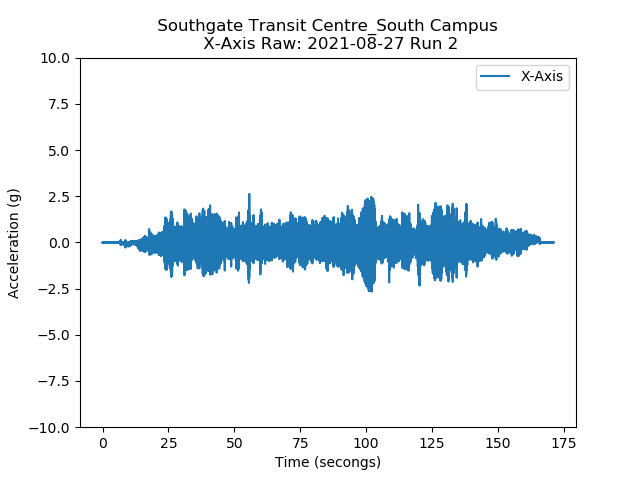 Southgate Transit Centre_South Campus
X-Axis Raw: 2021-08-27 Run 2
X-Axis
10.0
7.5
5.0
2.5
0.0
−2.5
−5.0
−7.5
−10.0
Acceleration (g)
0 25 50 75 100 125 150 175
Time (seconds)